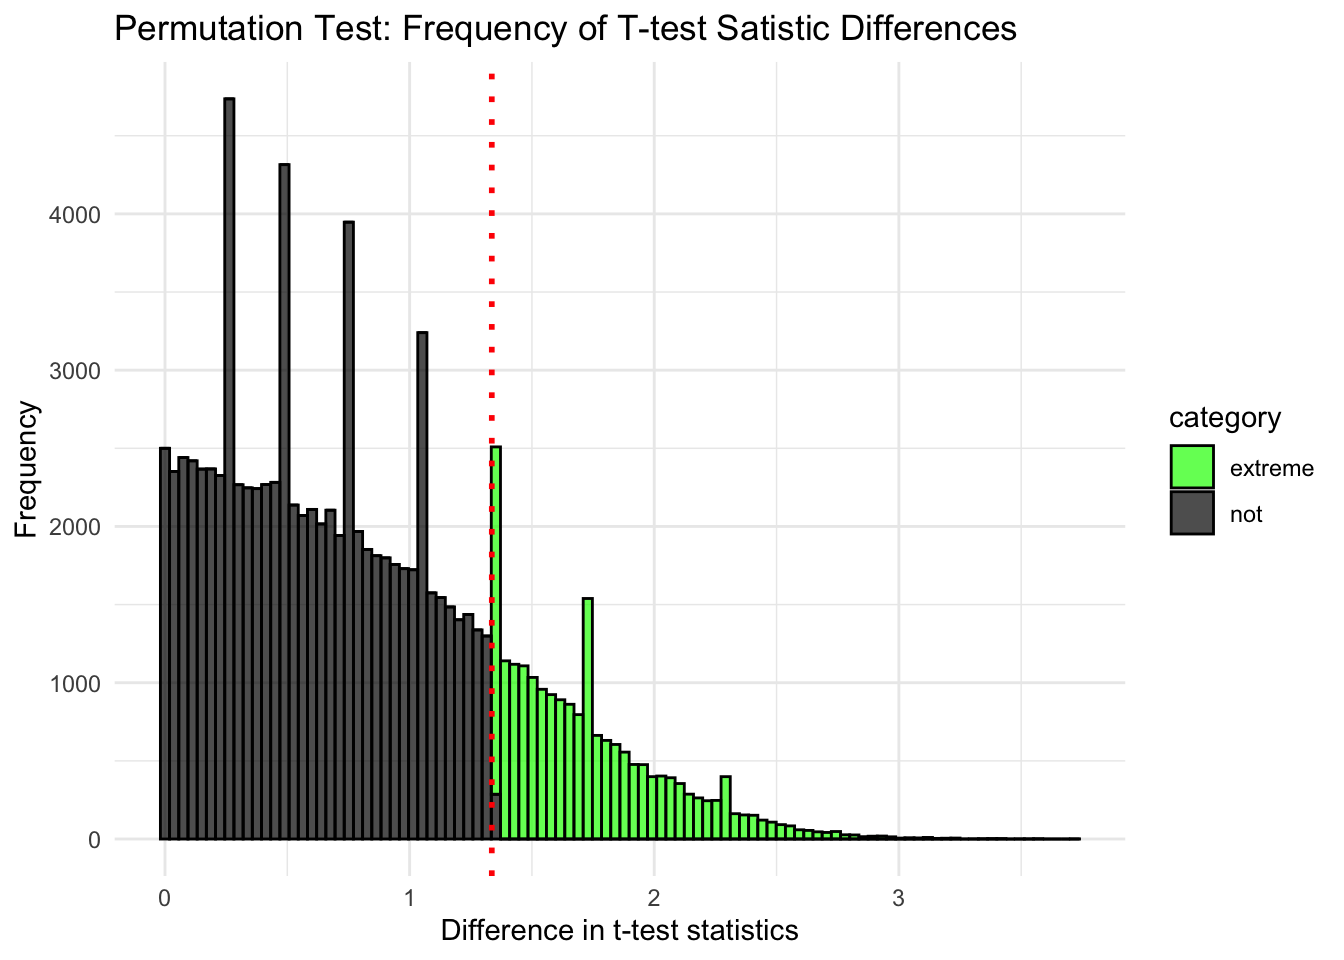 Permutation Test: Frequency of T-test Satistic Differences
Frequency
4000
3000
2000
1000
0
0 1 2 3
Difference in t-test statistics
category
extreme
not